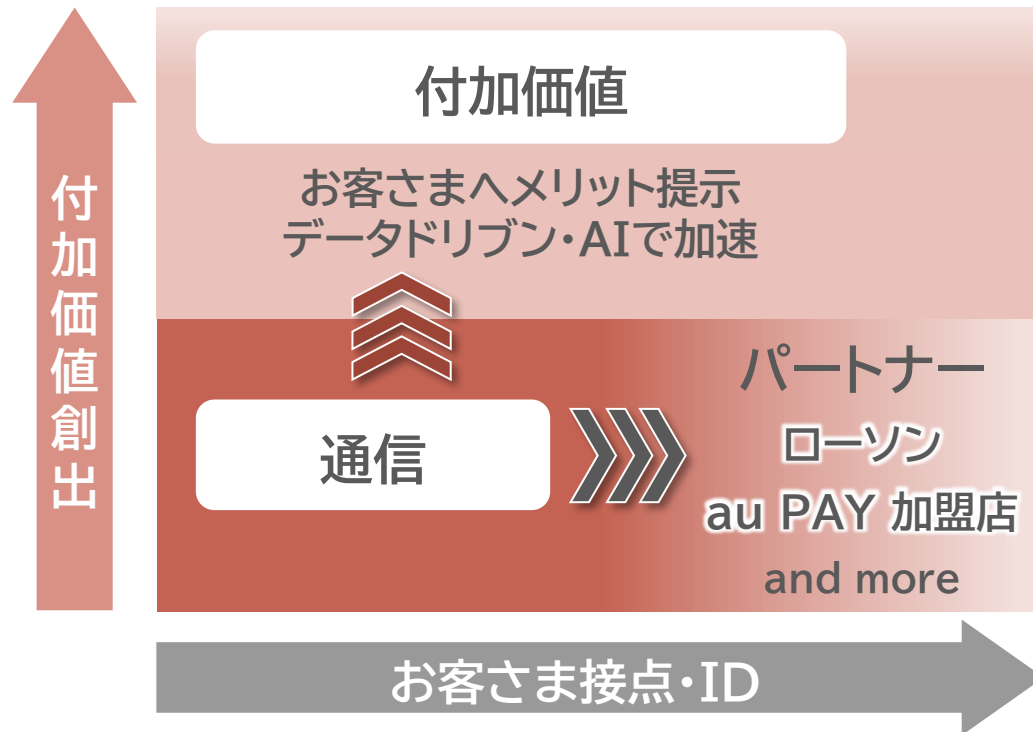 付加価値創出
付加価値
お客さまへメリット提示
データドリブン・AIで加速
通信
パートナー
ローソン
au PAY 加盟店
and more
お客さま接点・ID